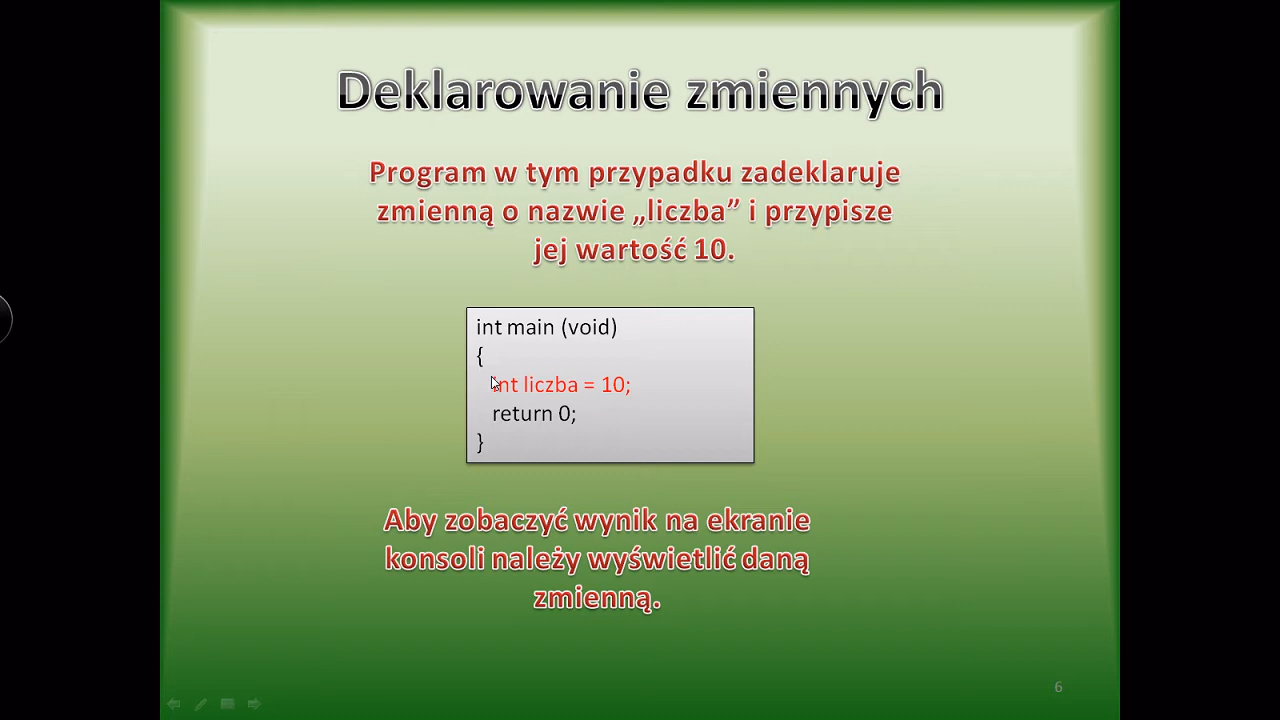 Deklarowanie zmiennych
Program w tym przypadku zadeklaruje
zmienną o nazwie „liczba” i przypisze
jej wartość 10.
int main (void)
{
int liczba = 10;
return 0;
}
Aby zobaczyć wynik na ekranie
konsoli należy wyświetlić daną
zmienną.
6